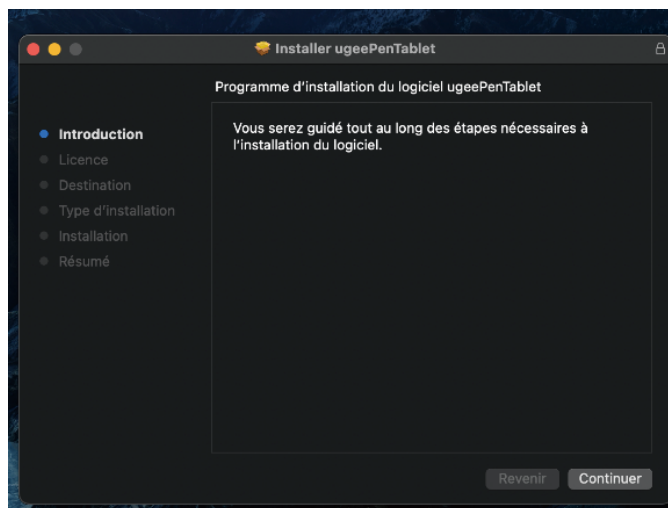 Installer ugeePenTablet
Programme d'installation du logiciel ugeePenTablet
Introduction
Licence
Destination
Type d'installation
Installation
Résumé
Vous serez guidé tout au long des étapes nécessaires à
l'installation du logiciel.
Revenir
Continuer